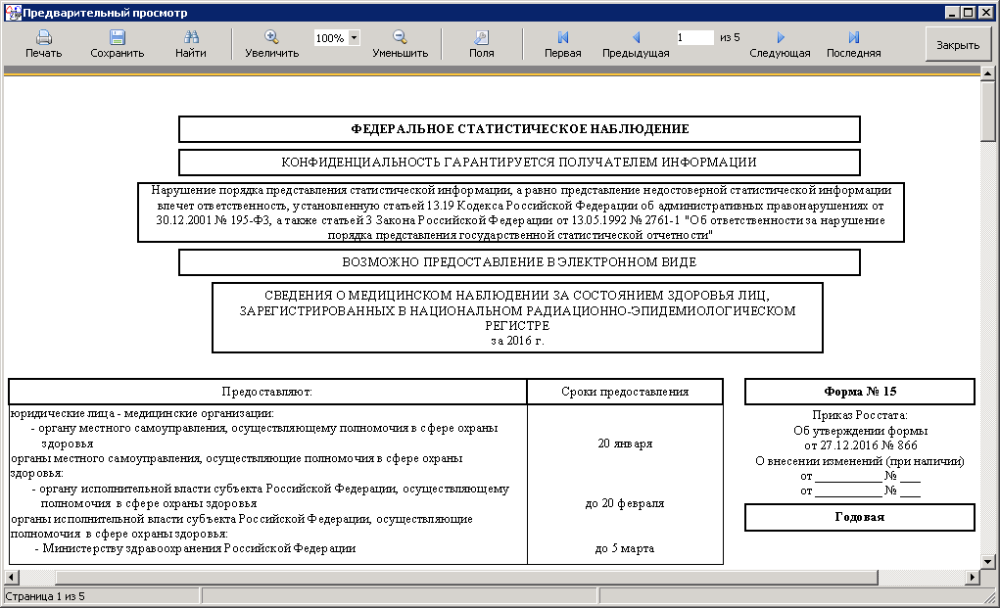 Предварительный просмотр
Печать Сохранить Найти Увеличить 100% Уменьшить Поля Первая Предыдущая 1 из 5 Следующая Последняя Закрыть
ФЕДЕРАЛЬНОЕ СТАТИСТИЧЕСКОЕ НАБЛЮДЕНИЕ
КОНФИДЕНЦИАЛЬНОСТЬ ГАРАНТИРУЕТСЯ ПОЛУЧАТЕЛЕМ ИНФОРМАЦИИ
Нарушение порядка представления статистической информации, а равно представление недостоверной статистической информации
влечет ответственность, установленную статьей 13.19 Кодекса Российской Федерации об административных правонарушениях от
30.12.2001 № 195-ФЗ, а также статьей 3 Закона Российской Федерации от 13.05.1992 № 2761-1 "Об ответственности за нарушение
порядка представления государственной статистической отчетности"
ВОЗМОЖНО ПРЕДОСТАВЛЕНИЕ В ЭЛЕКТРОННОМ ВИДЕ
СВЕДЕНИЯ О МЕДИЦИНСКОМ НАБЛЮДЕНИИ ЗА СОСТОЯНИЕМ ЗДОРОВЬЯ ЛИЦ,
ЗАРЕГИСТРИРОВАННЫХ В НАЦИОНАЛЬНОМ РАДИАЦИОННО-ЭПИДЕМИОЛОГИЧЕСКОМ
РЕГИСТРЕ
за 2016 г.
Предоставляют: Сроки предоставления
юридические лица - медицинские организации:
- органу местного самоуправления, осуществляющему полномочия в сфере охраны
здоровья 20 января
органы местного самоуправления, осуществляющие полномочия в сфере охраны
здоровья:
- органу исполнительной власти субъекта Российской Федерации, осуществляющему
полномочия в сфере охраны здоровья до 20 февраля
органы исполнительной власти субъекта Российской Федерации, осуществляющие
полномочия в сфере охраны здоровья:
- Министерству здравоохранения Российской Федерации до 5 марта
Форма № 15
Приказ Росстата:
Об утверждении формы
от 27.12.2016 № 866
О внесении изменений (при наличии)
от ___________ № ___
от ___________ № ___
Годовая
Страница 1 из 5